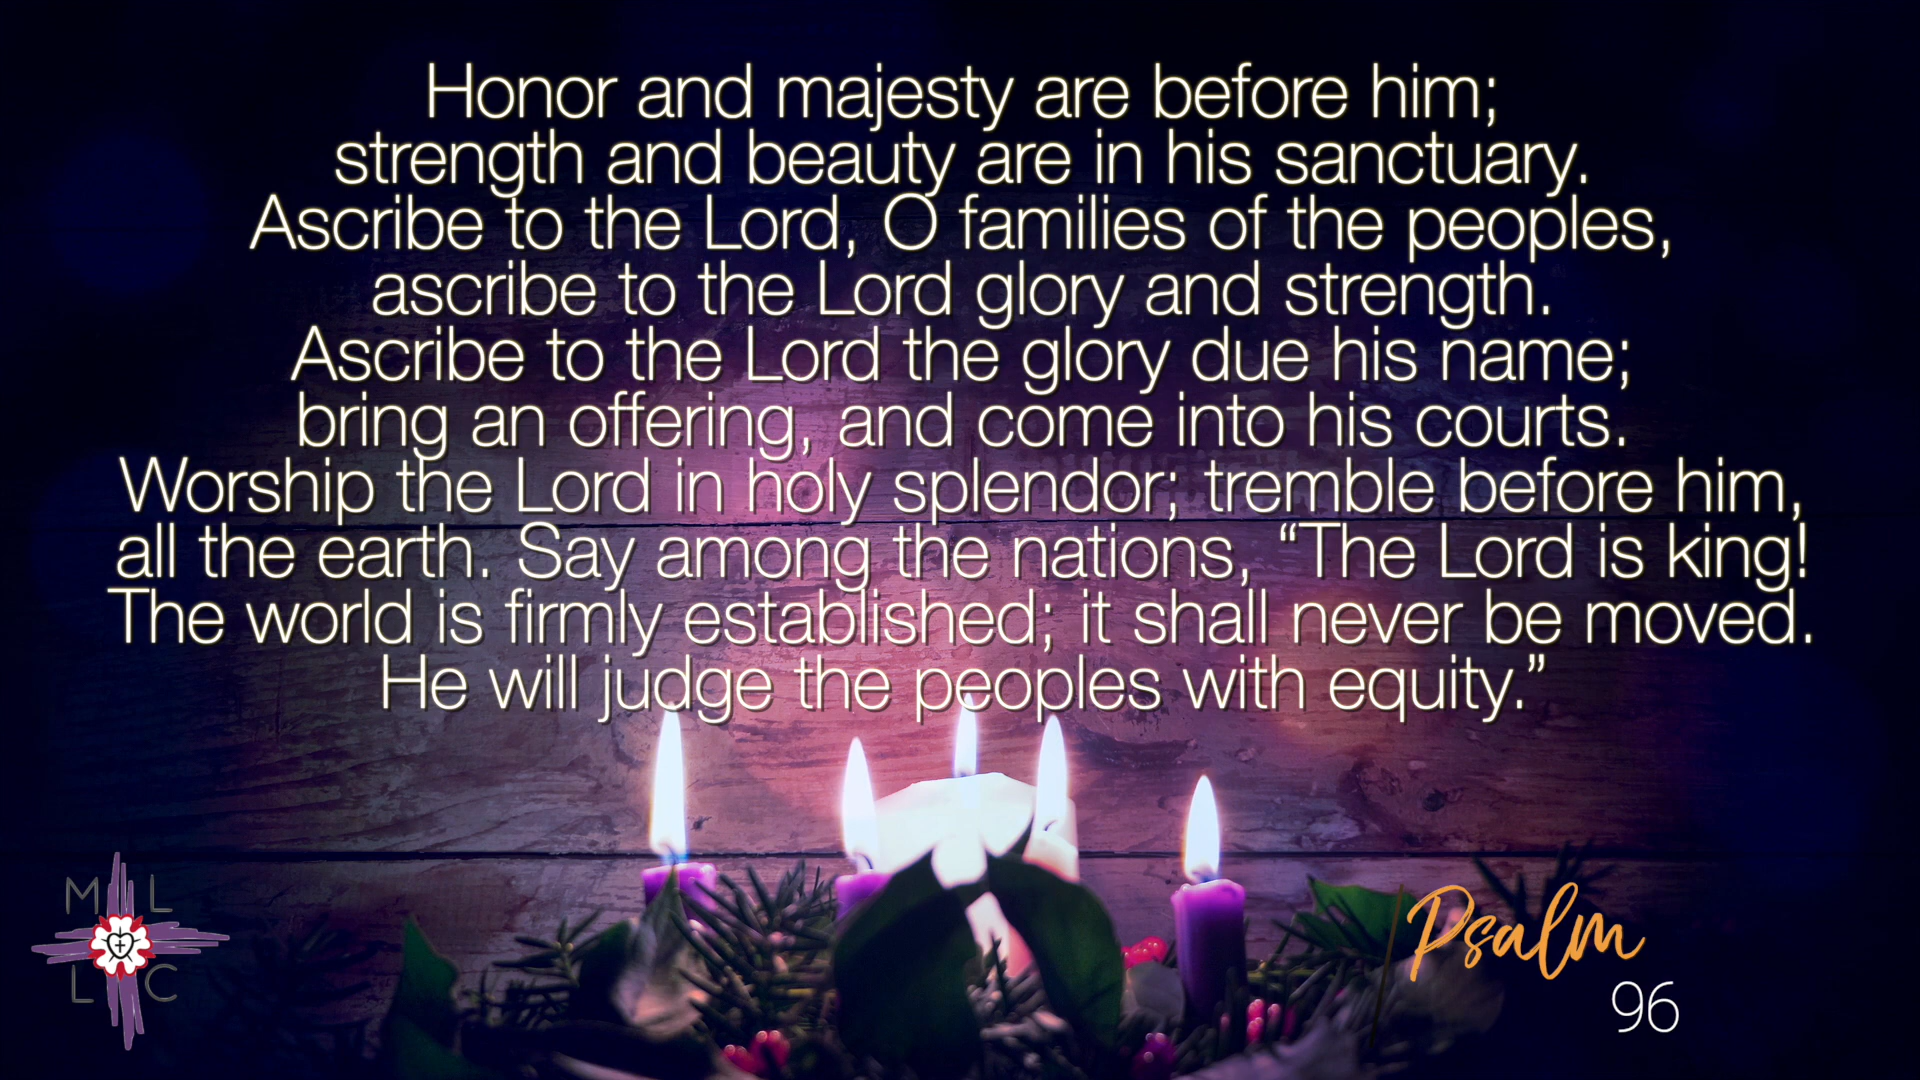 Honor and majesty are before him;
strength and beauty are in his sanctuary.
Ascribe to the Lord, O families of the peoples,
ascribe to the Lord glory and strength.
Ascribe to the Lord the glory due his name;
bring an offering, and come into his courts.
Worship the Lord in holy splendor; tremble before him,
all the earth. Say among the nations, “The Lord is king!
The world is firmly established; it shall never be moved.
He will judge the peoples with equity.”
M L
L C
Psalm
96